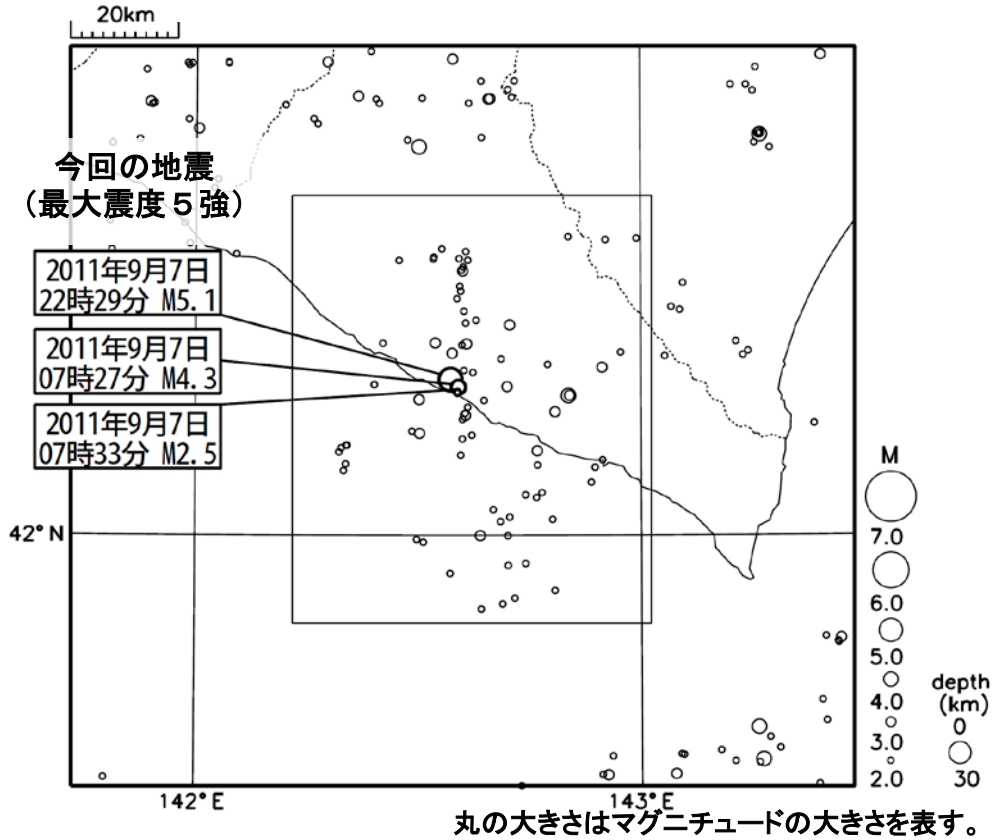 20km
今回の地震
（最大震度５強）
2011年9月7日
22時29分 M5.1
2011年9月7日
07時27分 M4.3
2011年9月7日
07時33分 M2.5
42°N
142°E
143°E
M
7.0
6.0
5.0
4.0
3.0
2.0
depth
(km)
0
30
丸の大きさはマグニチュードの大きさを表す。